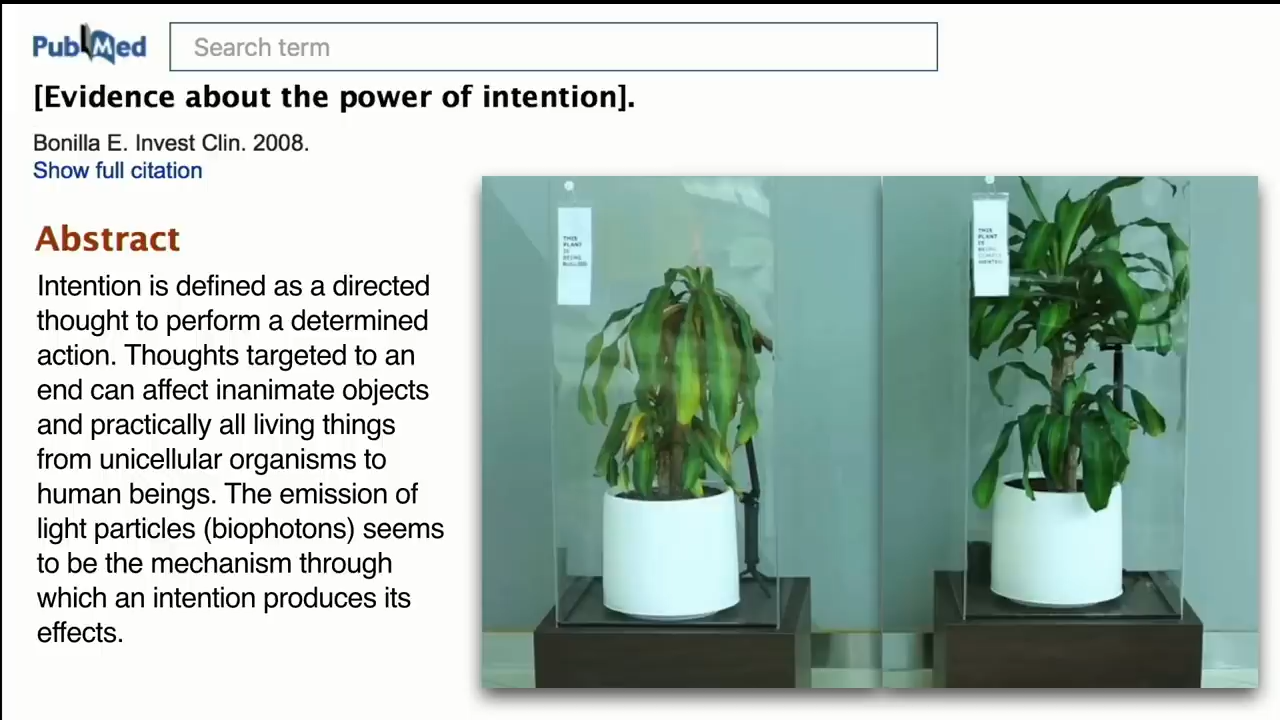 PubMed
Search term
[Evidence about the power of intention].
Bonilla E. Invest Clin. 2008.
Show full citation
Abstract
Intention is defined as a directed
thought to perform a determined
action. Thoughts targeted to an
end can affect inanimate objects
and practically all living things
from unicellular organisms to
human beings. The emission of
light particles (biophotons) seems
to be the mechanism through
which an intention produces its
effects.
THIS
PLANT
IS
BEING
THIS
PLANT
IS
BEING